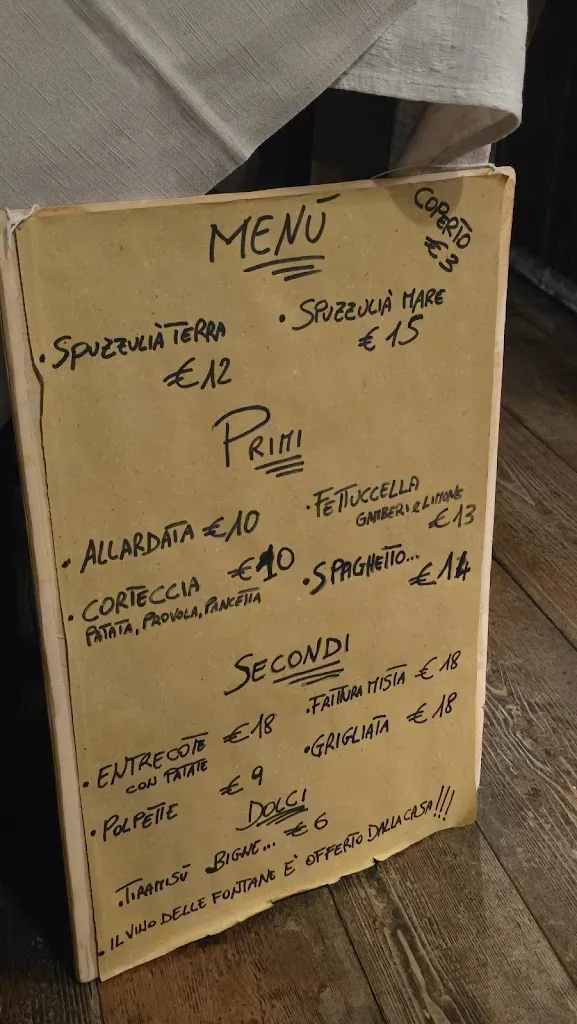 MENÙ
COPERTO
€3
• SPUZZULIÀ TERRA
€12
• SPUZZULIÀ MARE
€15
PRIMI
• ALLARDATA €10
• FETTUCCELLA
GAMBERI E LIMONE
€13
• CORTECCIA €10
PATATA, PROVOLA, PANCETTA
• SPAGHETTO... €14
SECONDI
• ENTRECOTE €18
CON PATATE
• FRITTURA MISTA €18
• POLPETTE €9
• GRIGLIATA €18
DOLCI
• TIRAMISÙ BIGNE... €6
• IL VINO DELLE FONTANE E' OFFERTO DALLA CASA!!!